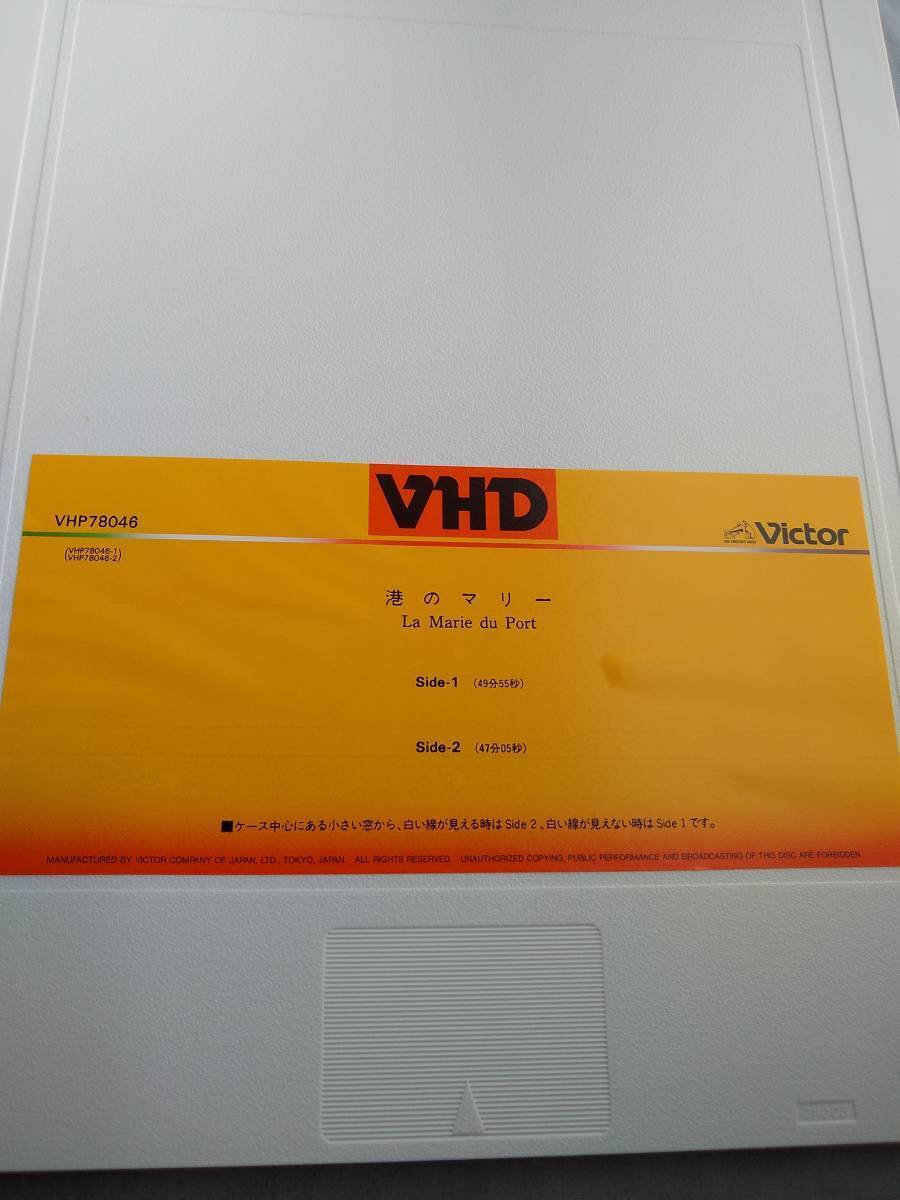 VHD
VHP78046
(VHP78046-1)
(VHP78046-2)
Victor
港のマリー
La Marie du Port
Side-1 (49分55秒)
Side-2 (47分05秒)
■ケース中心にある小さい窓から、白い線が見える時はSide 2、白い線が見えない時はSide 1です。
MANUFACTURED BY VICTOR COMPANY OF JAPAN, LTD., TOKYO, JAPAN. ALL RIGHTS RESERVED. UNAUTHORIZED COPYING, PUBLIC PERFORMANCE AND BROADCASTING OF THIS DISC ARE FORBIDDEN.